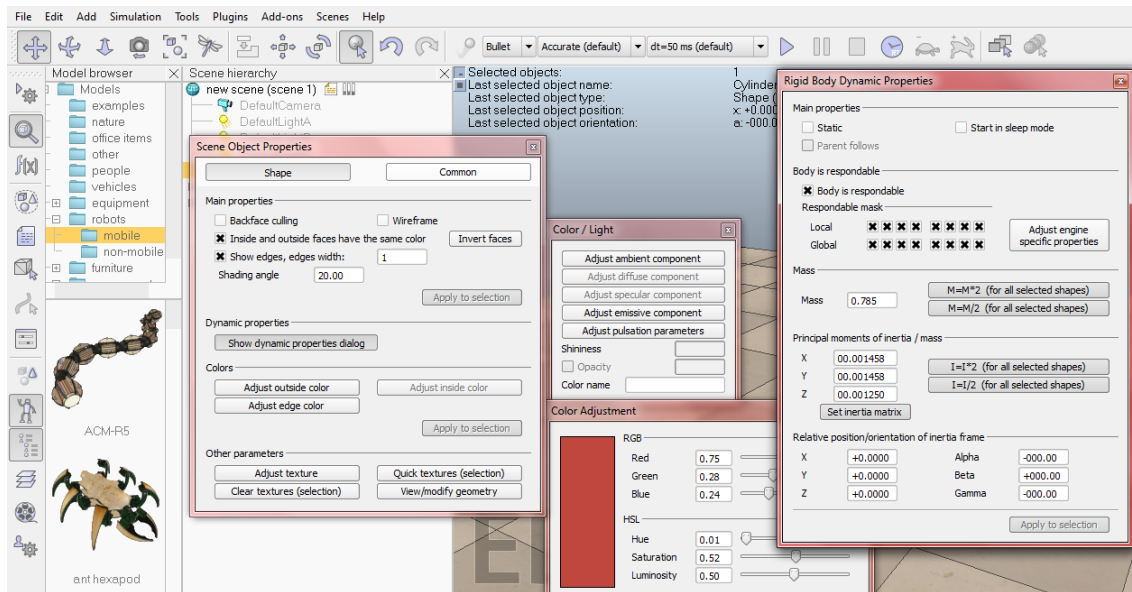 File Edit Add Simulation Tools Plugins Add-ons Scenes Help
Bullet Accurate (default) dt=50 ms (default)
Model browser
Models
examples
nature
office items
other
people
vehicles
equipment
robots
mobile
non-mobile
furniture
ACM-R5
ant hexapod
Scene hierarchy
new scene (scene 1)
DefaultCamera
DefaultLightA
Selected objects: 1
Last selected object name: Cylinder
Last selected object type: Shape (
Last selected object position: x: +0.000
Last selected object orientation: a: -000.0
Scene Object Properties
Shape Common
Main properties
Backface culling Wireframe
Inside and outside faces have the same color Invert faces
Show edges, edges width: 1
Shading angle 20.00
Apply to selection
Dynamic properties
Show dynamic properties dialog
Colors
Adjust outside color Adjust inside color
Adjust edge color
Apply to selection
Other parameters
Adjust texture Quick textures (selection)
Clear textures (selection) View/modify geometry
Color / Light
Adjust ambient component
Adjust diffuse component
Adjust specular component
Adjust emissive component
Adjust pulsation parameters
Shininess
Opacity
Color name
Color Adjustment
RGB
Red 0.75
Green 0.28
Blue 0.24
HSL
Hue 0.01
Saturation 0.52
Luminosity 0.50
Rigid Body Dynamic Properties
Main properties
Static Start in sleep mode
Parent follows
Body is respondable
Body is respondable
Respondable mask
Local
Global
Adjust engine
specific properties
Mass
Mass 0.785
M=M*2 (for all selected shapes)
M=M/2 (for all selected shapes)
Principal moments of inertia / mass
X 00.001458
Y 00.001458
Z 00.001250
I=I*2 (for all selected shapes)
I=I/2 (for all selected shapes)
Set inertia matrix
Relative position/orientation of inertia frame
X +0.0000 Alpha -000.00
Y +0.0000 Beta +000.00
Z +0.0000 Gamma -000.00
Apply to selection